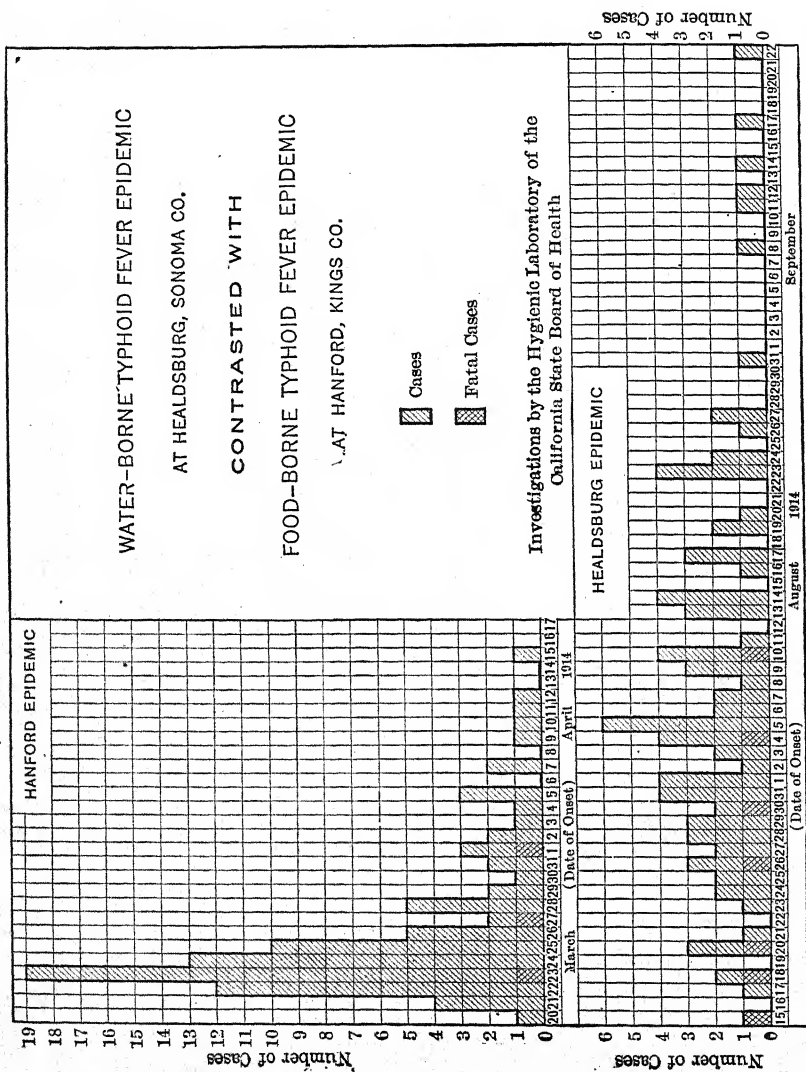 WATER-BORNE TYPHOID FEVER EPIDEMIC
AT HEALDSBURG, SONOMA CO.
CONTRASTED WITH
FOOD-BORNE TYPHOID FEVER EPIDEMIC
AT HANFORD, KINGS CO.
Cases
Fatal Cases
Investigations by the Hygienic Laboratory of the
California State Board of Health
HANFORD EPIDEMIC
Number of Cases
19
18
17
16
15
14
13
12
11
10
9
8
7
6
5
4
3
2
1
0
20 21 22 23 24 25 26 27 28 29 30 31 1 2 3 4 5 6 7 8 9 10 11 12 13 14 15 16 17
March (Date of Onset) April 1914
HEALDSBURG EPIDEMIC
Number of Cases
6
5
4
3
2
1
0
Number of Cases
6
5
4
3
2
1
0
15 16 17 18 19 20 21 22 23 24 25 26 27 28 29 30 31 1 2 3 4 5 6 7 8 9 10 11 12 13 14 15 16 17 18 19 20 21 22 23 24 25 26 27 28 29 30 31 1 2 3 4 5 6 7 8 9 10 11 12 13 14 15 16 17 18 19 20 21 22
(Date of Onset) August 1914 September